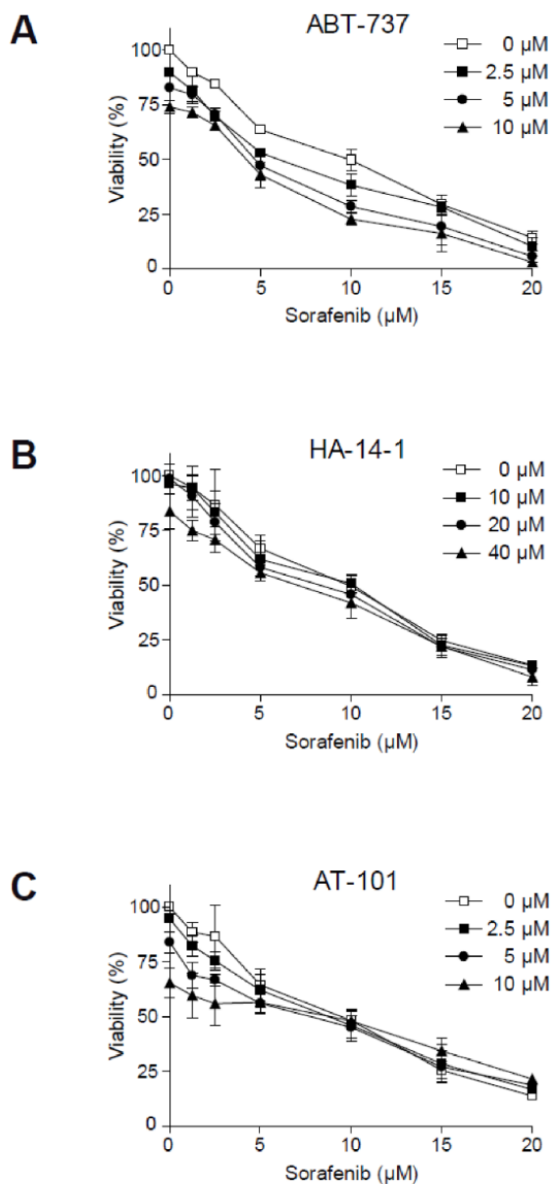 A
ABT-737
0 µM
2.5 µM
5 µM
10 µM
100
75
50
25
0
Viability (%)
0 5 10 15 20
Sorafenib (µM)
B
HA-14-1
0 µM
10 µM
20 µM
40 µM
100
75
50
25
0
Viability (%)
0 5 10 15 20
Sorafenib (µM)
C
AT-101
0 µM
2.5 µM
5 µM
10 µM
100
75
50
25
0
Viability (%)
0 5 10 15 20
Sorafenib (µM)